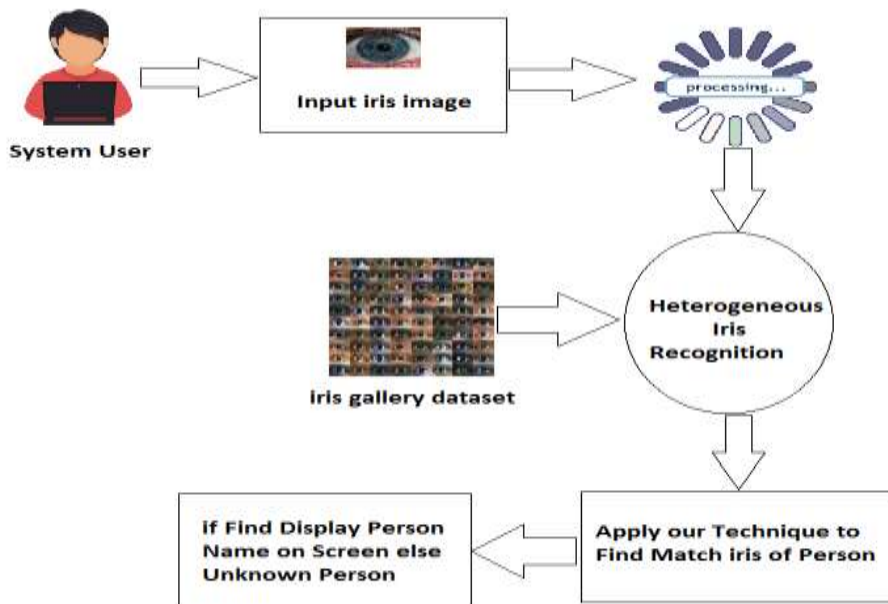 System User
Input iris image
processing...
iris gallery dataset
Heterogeneous
Iris
Recognition
Apply our Technique to
Find Match iris of Person
if Find Display Person
Name on Screen else
Unknown Person